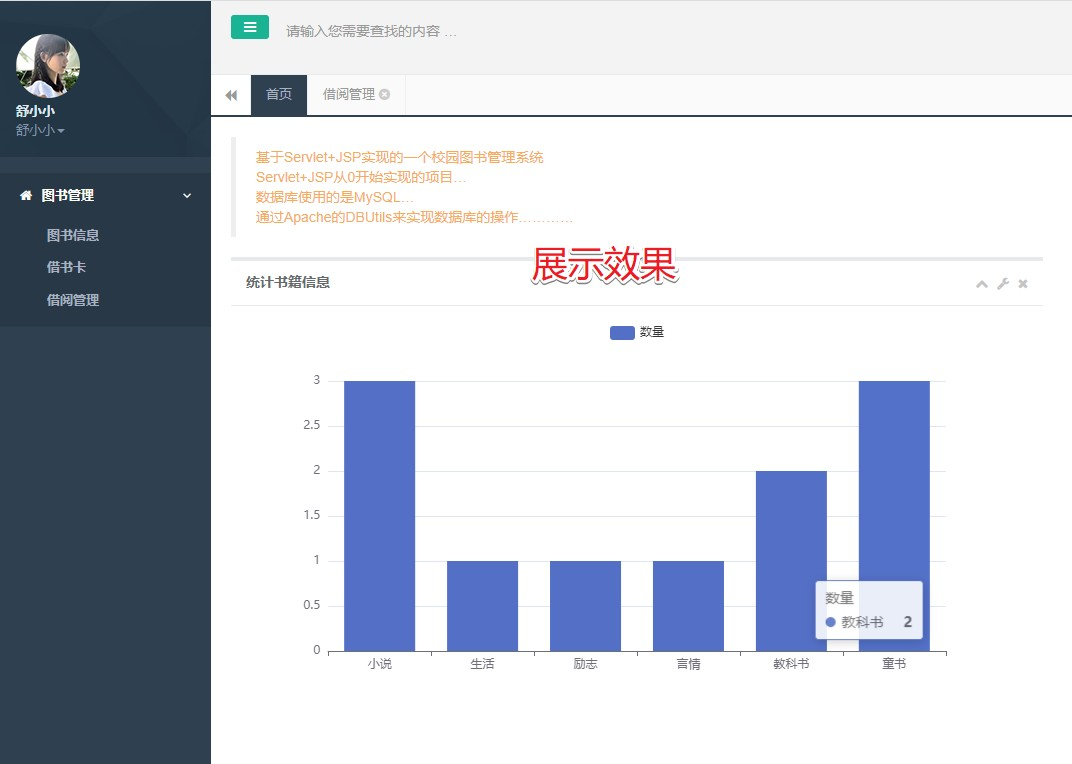 请输入您需要查找的内容 …
首页
借阅管理
舒小小
舒小小
图书管理
图书信息
借书卡
借阅管理
基于Servlet+JSP实现的一个校园图书管理系统
Servlet+JSP从0开始实现的项目…
数据库使用的是MySQL…
通过Apache的DBUtils来实现数据库的操作…………
展示效果
统计书籍信息
数量
3
2.5
2
1.5
1
0.5
0
小说
生活
励志
言情
教科书
童书
数量
教科书 2